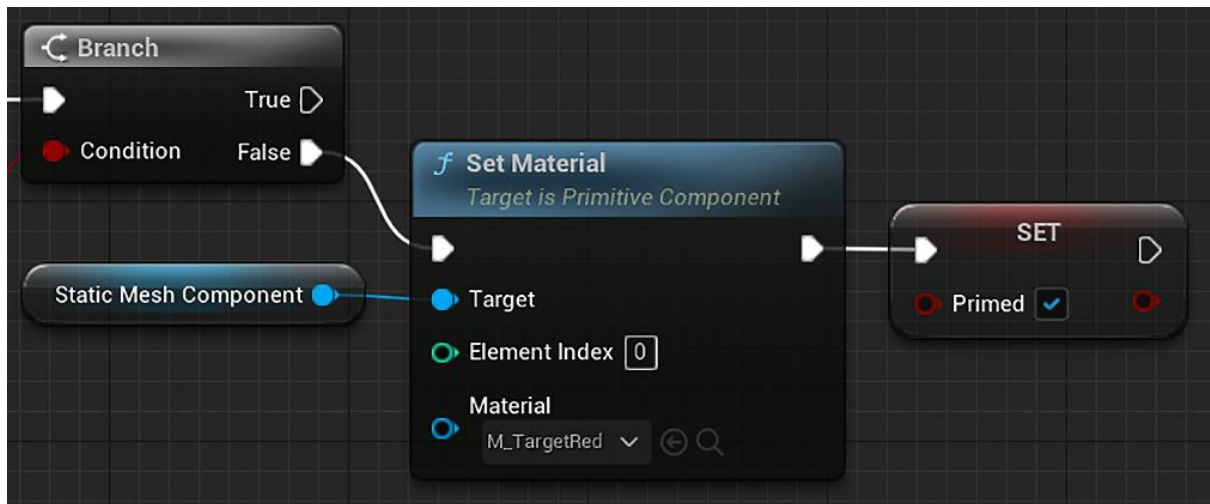 Branch
True
Condition
False
Static Mesh Component
Set Material
Target is Primitive Component
Target
Element Index 0
Material
M_TargetRed
SET
Primed